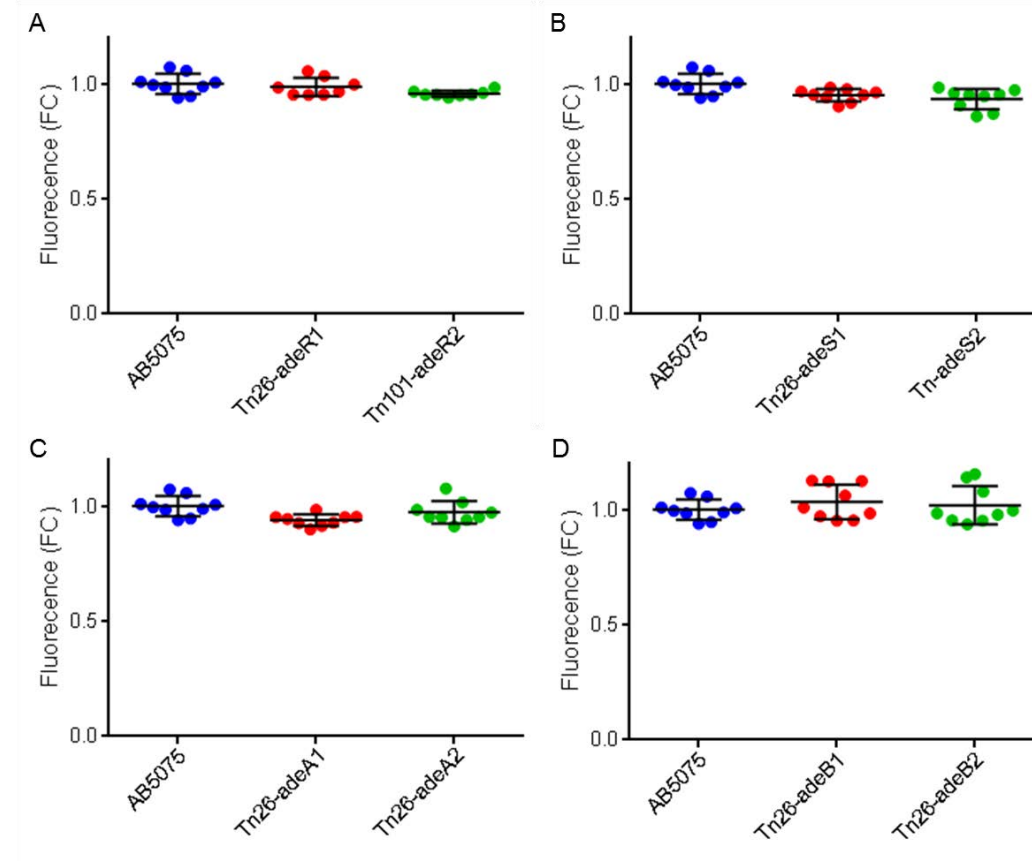 A
Fluorecence (FC)
1.0
0.5
0.0
AB5075
Tn26-adeR1
Tn101-adeR2
B
Fluorecence (FC)
1.0
0.5
0.0
AB5075
Tn26-adeS1
Tn-adeS2
C
Fluorecence (FC)
1.0
0.5
0.0
AB5075
Tn26-adeA1
Tn26-adeA2
D
Fluorecence (FC)
1.0
0.5
0.0
AB5075
Tn26-adeB1
Tn26-adeB2